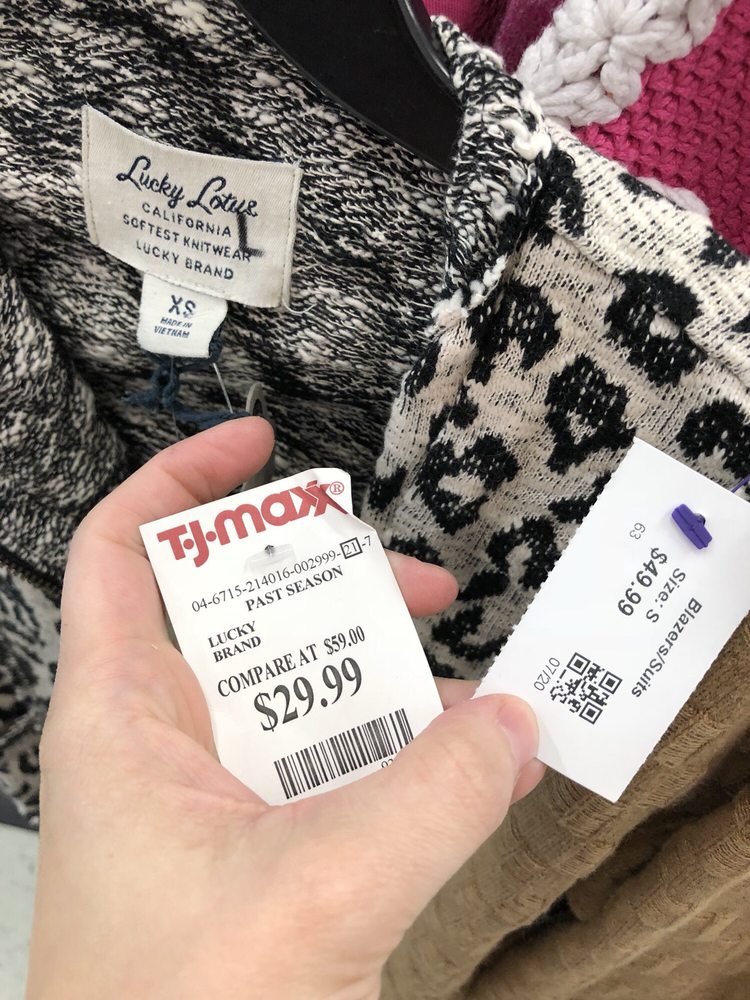 Lucky Lotus
CALIFORNIA
SOFTEST KNITWEAR
LUCKY BRAND
XS
MADE IN
VIETNAM
T·J·maxx®
04-6715-214016-002999-21-7
PAST SEASON
LUCKY
BRAND
COMPARE AT $59.00
$29.99
Blazers/Suits
Size: S
$49.99
63
07/20